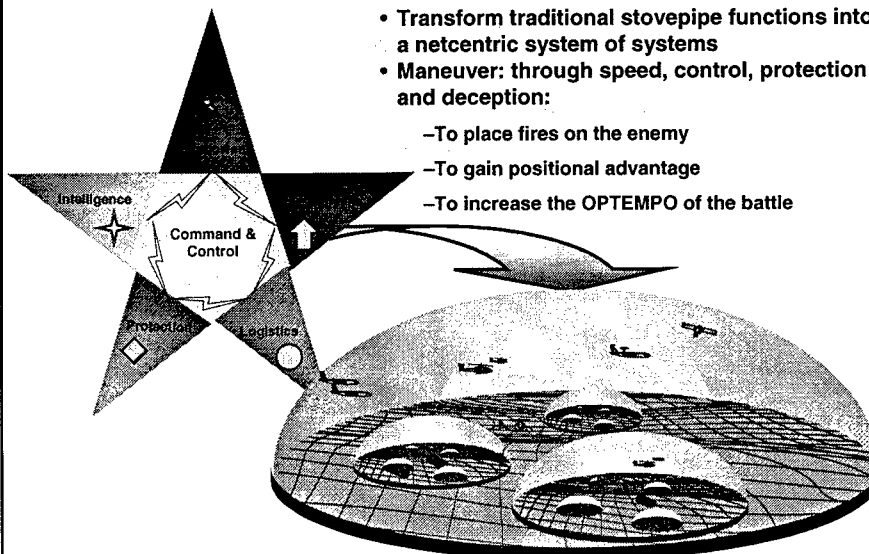 • Transform traditional stovepipe functions into
a netcentric system of systems
• Maneuver: through speed, control, protection
and deception:
–To place fires on the enemy
–To gain positional advantage
–To increase the OPTEMPO of the battle
Intelligence
Command &
Control
Protection
Logistics